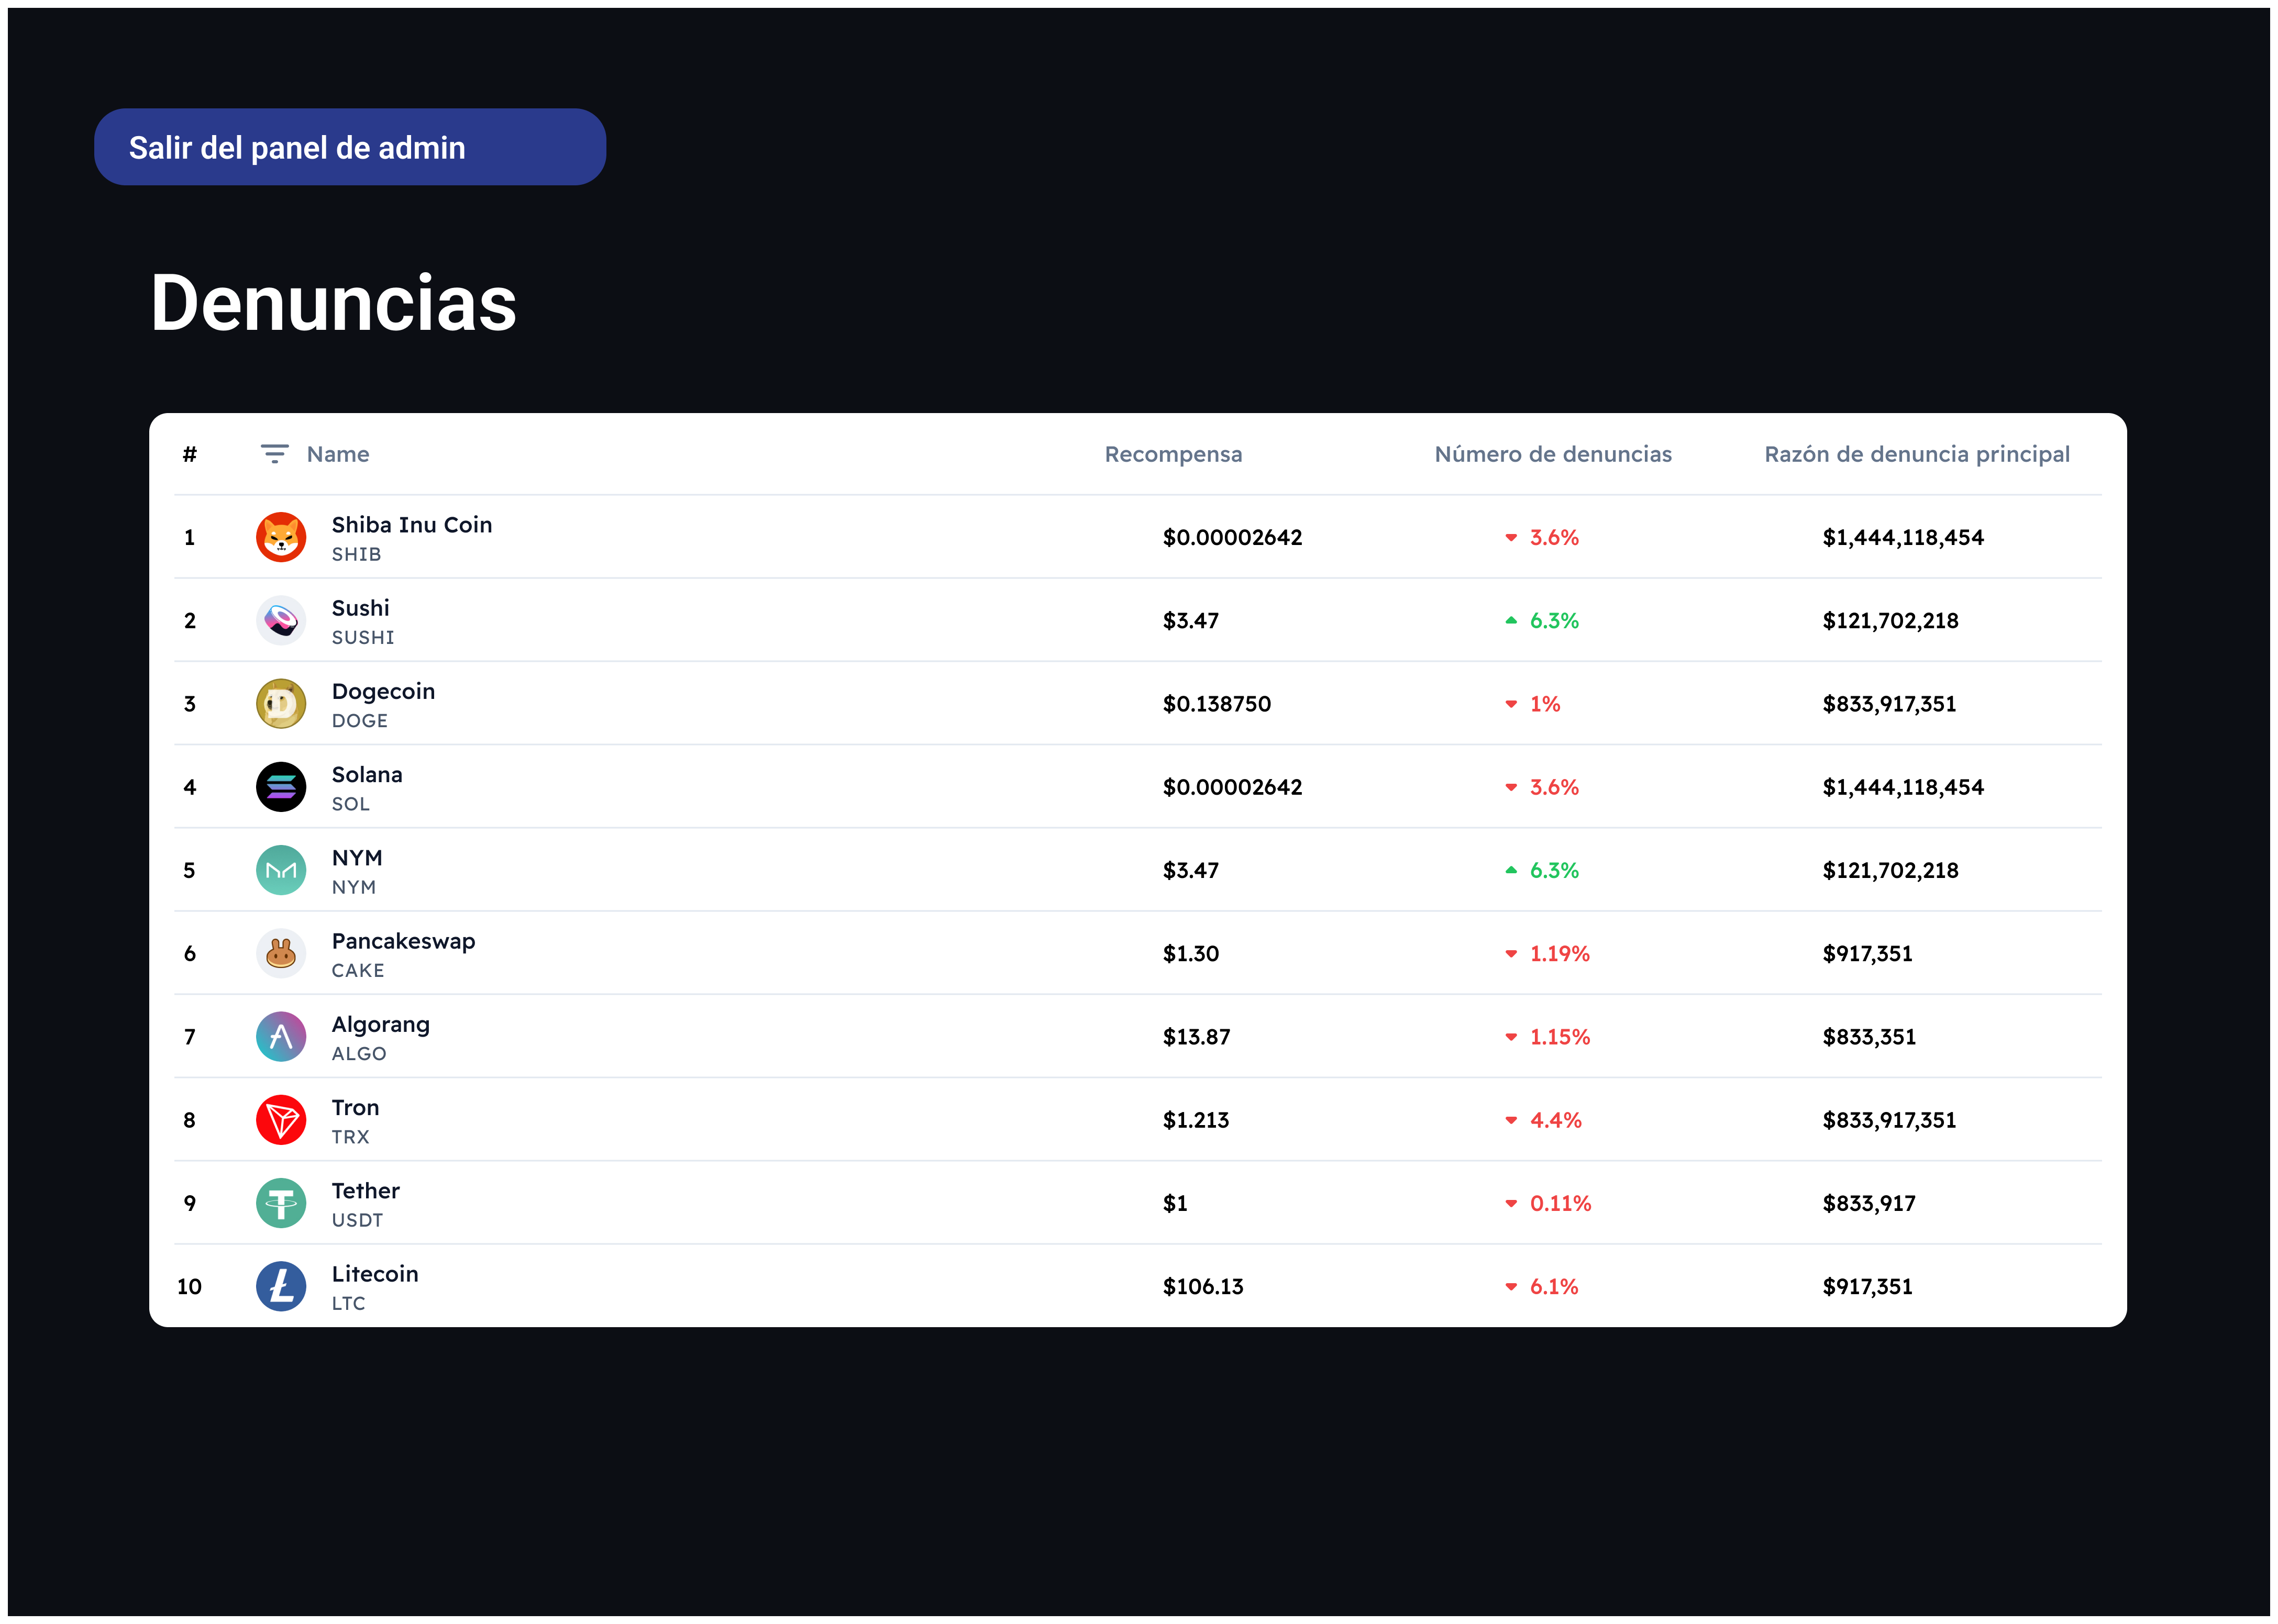 Salir del panel de admin
Denuncias
# Name Recompensa Número de denuncias Razón de denuncia principal
1 Shiba Inu Coin $0.00002642 3.6% $1,444,118,454
SHIB
2 Sushi $3.47 6.3% $121,702,218
SUSHI
3 Dogecoin $0.138750 1% $833,917,351
DOGE
4 Solana $0.00002642 3.6% $1,444,118,454
SOL
5 NYM $3.47 6.3% $121,702,218
NYM
6 Pancakeswap $1.30 1.19% $917,351
CAKE
7 Algorang $13.87 1.15% $833,351
ALGO
8 Tron $1.213 4.4% $833,917,351
TRX
9 Tether $1 0.11% $833,917
USDT
10 Litecoin $106.13 6.1% $917,351
LTC